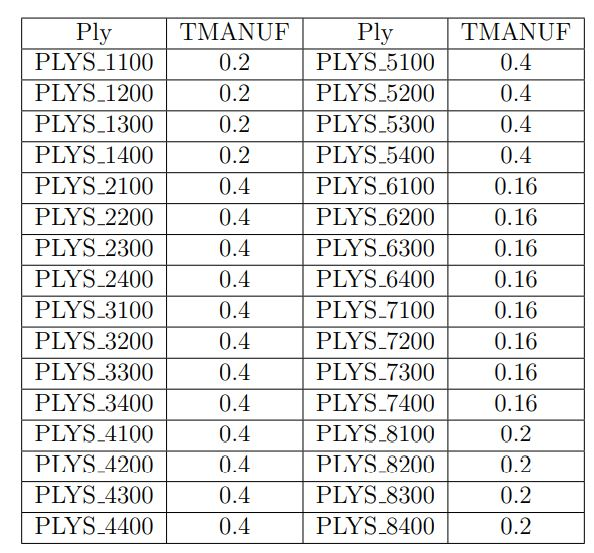 Ply TMANUF Ply TMANUF
PLYS_1100 0.2 PLYS_5100 0.4
PLYS_1200 0.2 PLYS_5200 0.4
PLYS_1300 0.2 PLYS_5300 0.4
PLYS_1400 0.2 PLYS_5400 0.4
PLYS_2100 0.4 PLYS_6100 0.16
PLYS_2200 0.4 PLYS_6200 0.16
PLYS_2300 0.4 PLYS_6300 0.16
PLYS_2400 0.4 PLYS_6400 0.16
PLYS_3100 0.4 PLYS_7100 0.16
PLYS_3200 0.4 PLYS_7200 0.16
PLYS_3300 0.4 PLYS_7300 0.16
PLYS_3400 0.4 PLYS_7400 0.16
PLYS_4100 0.4 PLYS_8100 0.2
PLYS_4200 0.4 PLYS_8200 0.2
PLYS_4300 0.4 PLYS_8300 0.2
PLYS_4400 0.4 PLYS_8400 0.2